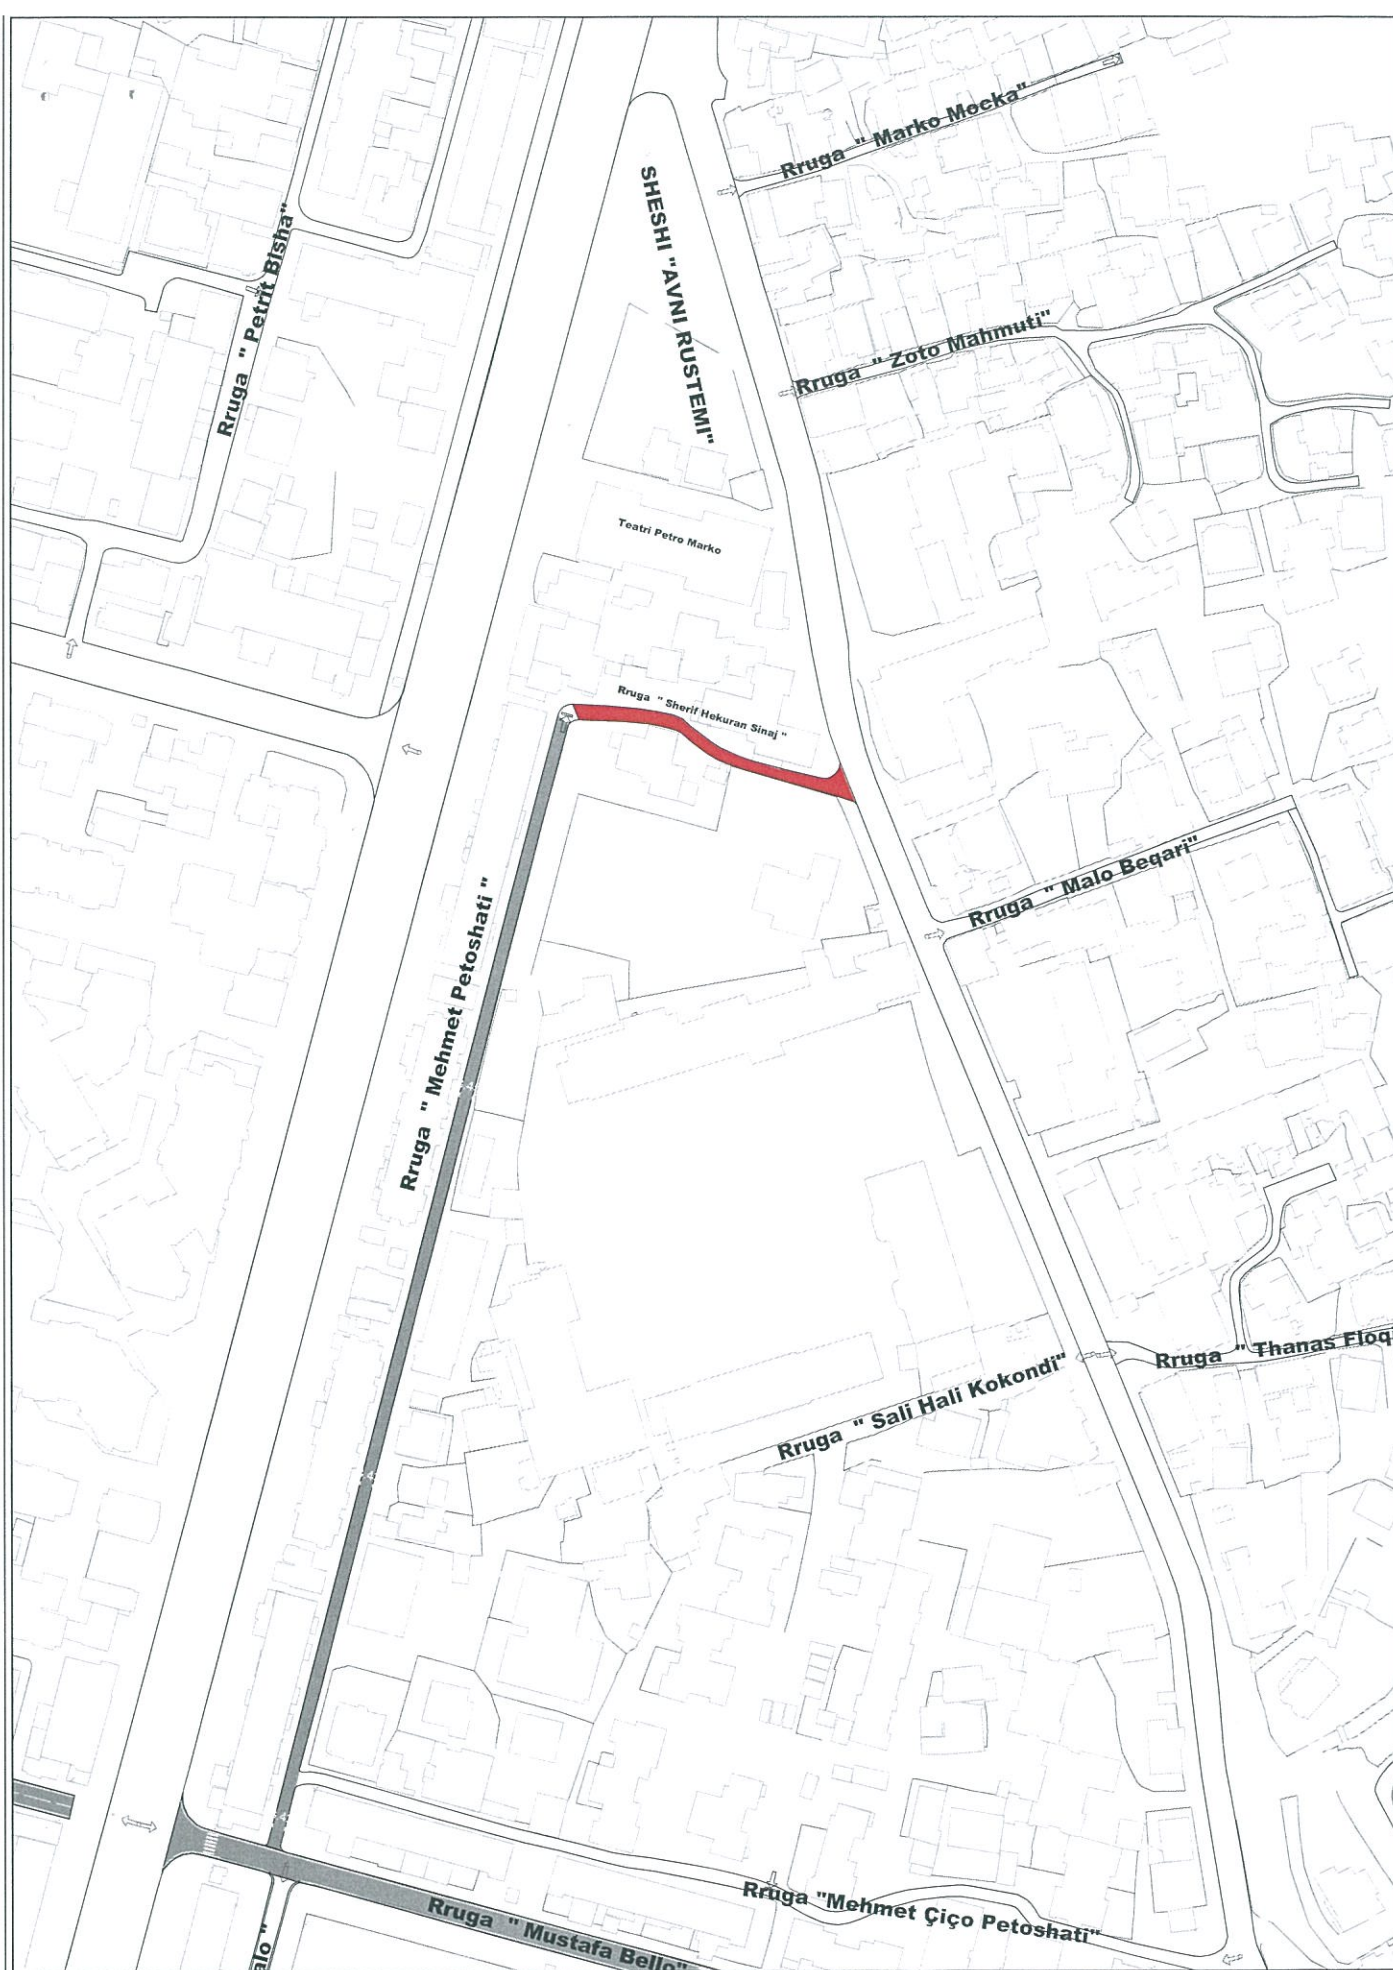 Rruga " Marko Mocka"
SHESHI "AVNI RUSTEMI"
Rruga " Petrit Bisha"
Rruga " Zoto Mahmuti"
Teatri Petro Marko
Rruga " Sherif Hekuran Sinaj "
Rruga " Malo Beqari"
Rruga " Mehmet Petoshati "
Rruga " Thanas Floq
Rruga " Sali Hali Kokondi"
Rruga "Mehmet Çiço Petoshati"
Rruga " Mustafa Bello"
alo "